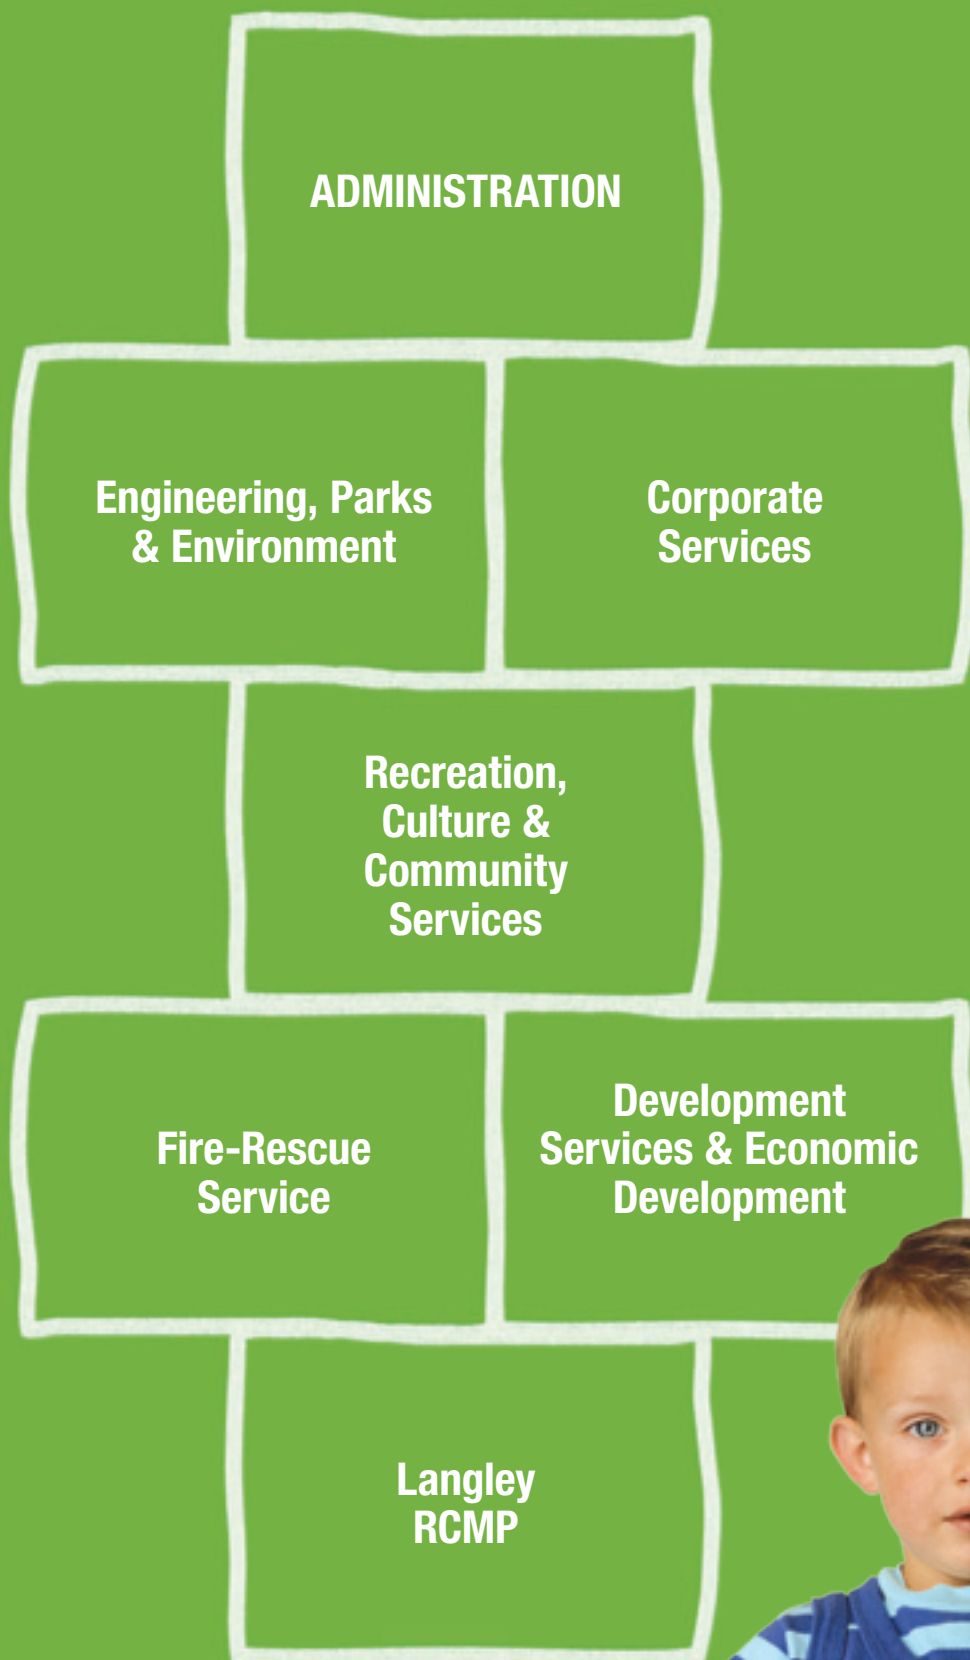 ADMINISTRATION
Engineering, Parks
& Environment
Corporate
Services
Recreation,
Culture &
Community
Services
Fire-Rescue
Service
Development
Services & Economic
Development
Langley
RCMP